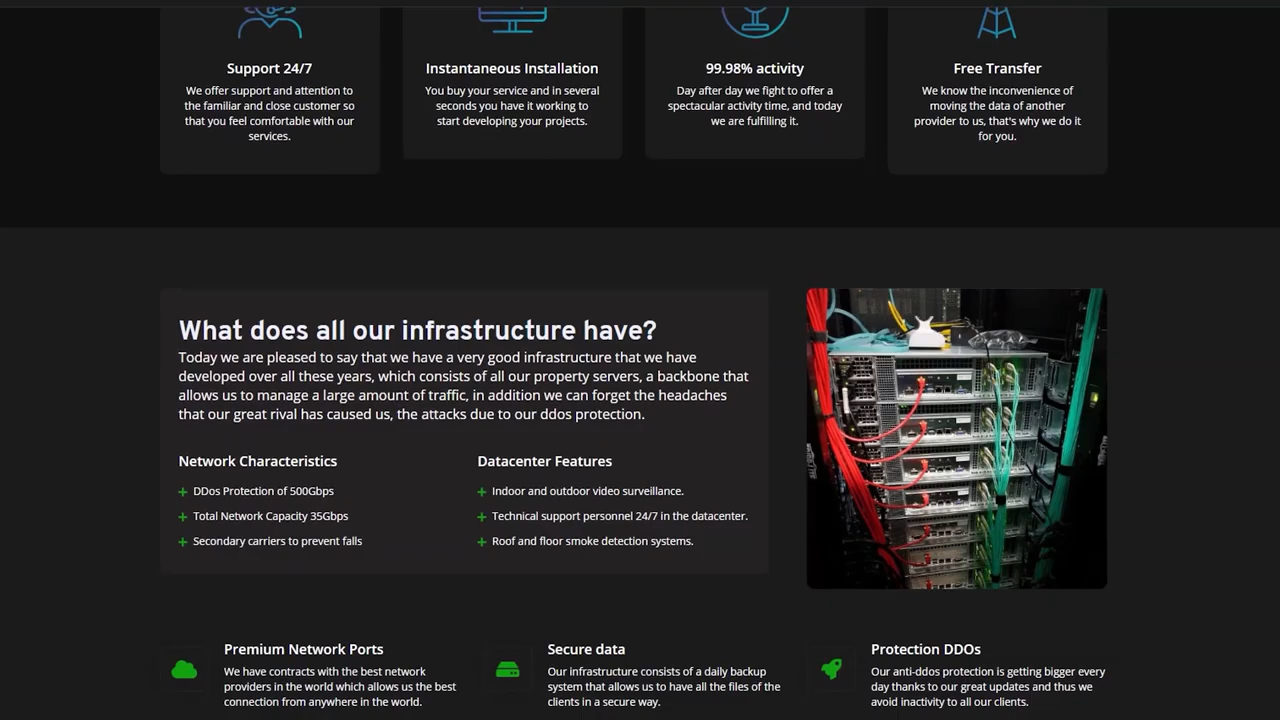 Support 24/7
We offer support and attention to
the familiar and close customer so
that you feel comfortable with our
services.
Instantaneous Installation
You buy your service and in several
seconds you have it working to
start developing your projects.
99.98% activity
Day after day we fight to offer a
spectacular activity time, and today
we are fulfilling it.
Free Transfer
We know the inconvenience of
moving the data of another
provider to us, that's why we do it
for you.
What does all our infrastructure have?
Today we are pleased to say that we have a very good infrastructure that we have
developed over all these years, which consists of all our property servers, a backbone that
allows us to manage a large amount of traffic, in addition we can forget the headaches
that our great rival has caused us, the attacks due to our ddos protection.
Network Characteristics
DDos Protection of 500Gbps
Total Network Capacity 35Gbps
Secondary carriers to prevent falls
Datacenter Features
Indoor and outdoor video surveillance.
Technical support personnel 24/7 in the datacenter.
Roof and floor smoke detection systems.
Premium Network Ports
We have contracts with the best network
providers in the world which allows us the best
connection from anywhere in the world.
Secure data
Our infrastructure consists of a daily backup
system that allows us to have all the files of the
clients in a secure way.
Protection DDOs
Our anti-ddos protection is getting bigger every
day thanks to our great updates and thus we
avoid inactivity to all our clients.